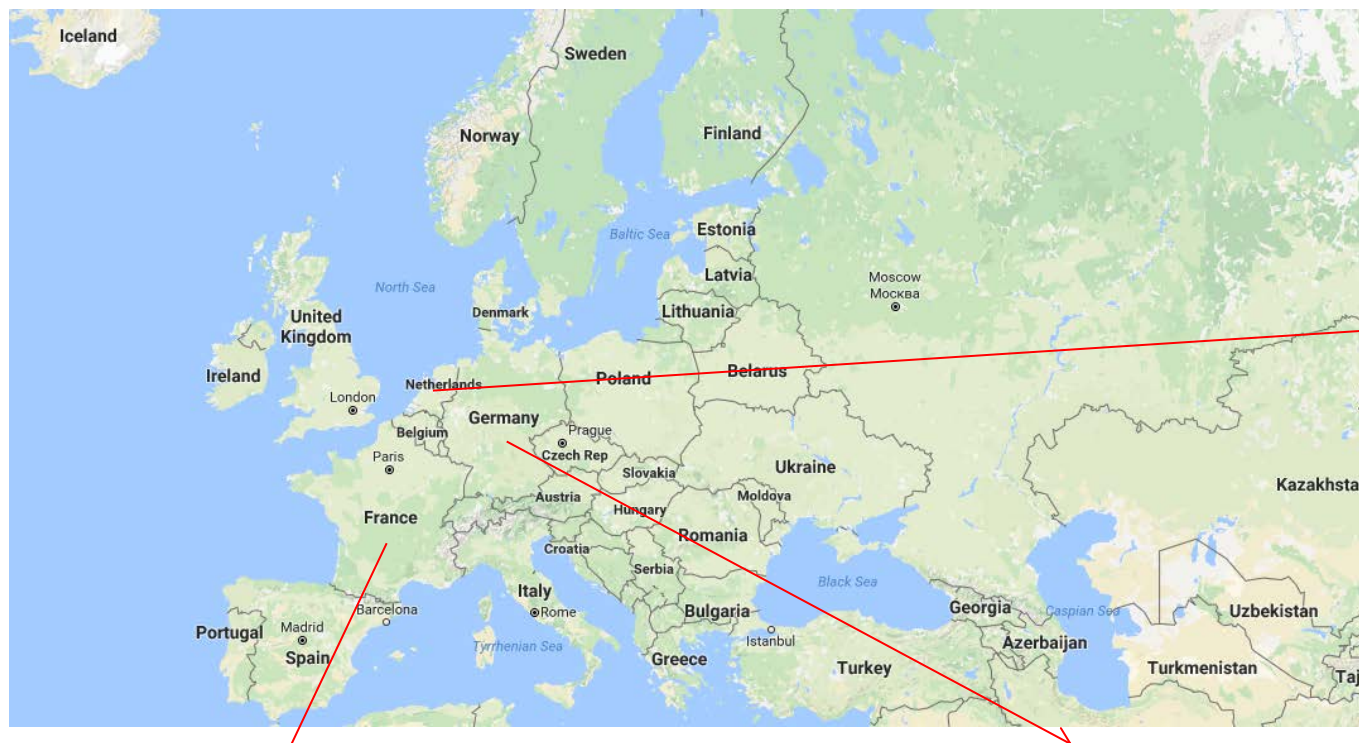 Iceland
Sweden
Norway
Finland
Estonia
Baltic Sea
Latvia
Moscow
Москва
North Sea
Denmark
Lithuania
United
Kingdom
Ireland
Netherlands
Poland
Belarus
London
Germany
Belgium
Prague
Paris
Czech Rep
Slovakia
Ukraine
Kazakhsta
Austria
Moldova
Hungary
France
Romania
Croatia
Serbia
Black Sea
Italy
Barcelona
Rome
Bulgaria
Georgia
Caspian Sea
Uzbekistan
Portugal
Madrid
Spain
Tyrrhenian Sea
Istanbul
Azerbaijan
Greece
Turkey
Turkmenistan
Taj